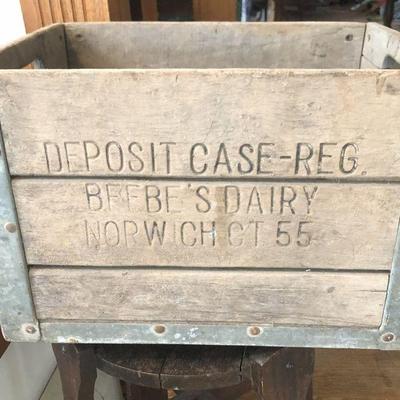 DEPOSIT CASE-REG.
BEEBE'S DAIRY
NORWICH CT 55